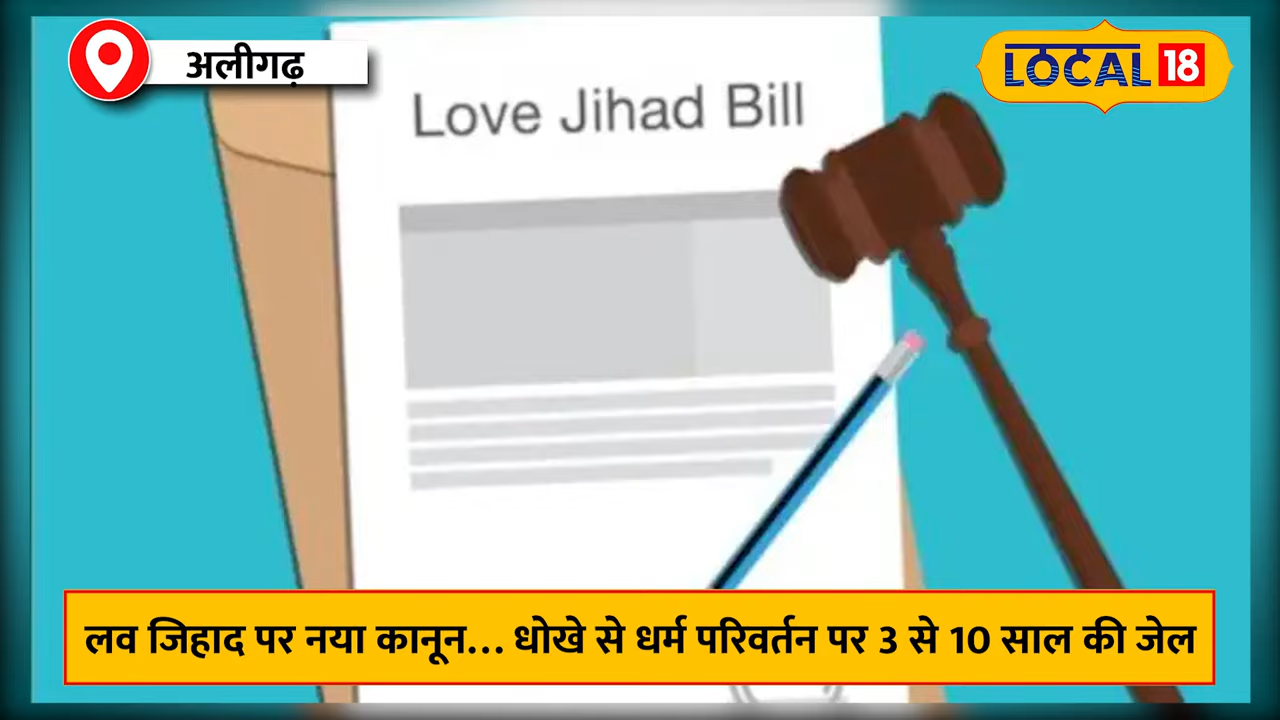 अलीगढ़
LOCAL 18
Love Jihad Bill
लव जिहाद पर नया कानून... धोखे से धर्म परिवर्तन पर 3 से 10 साल की जेल